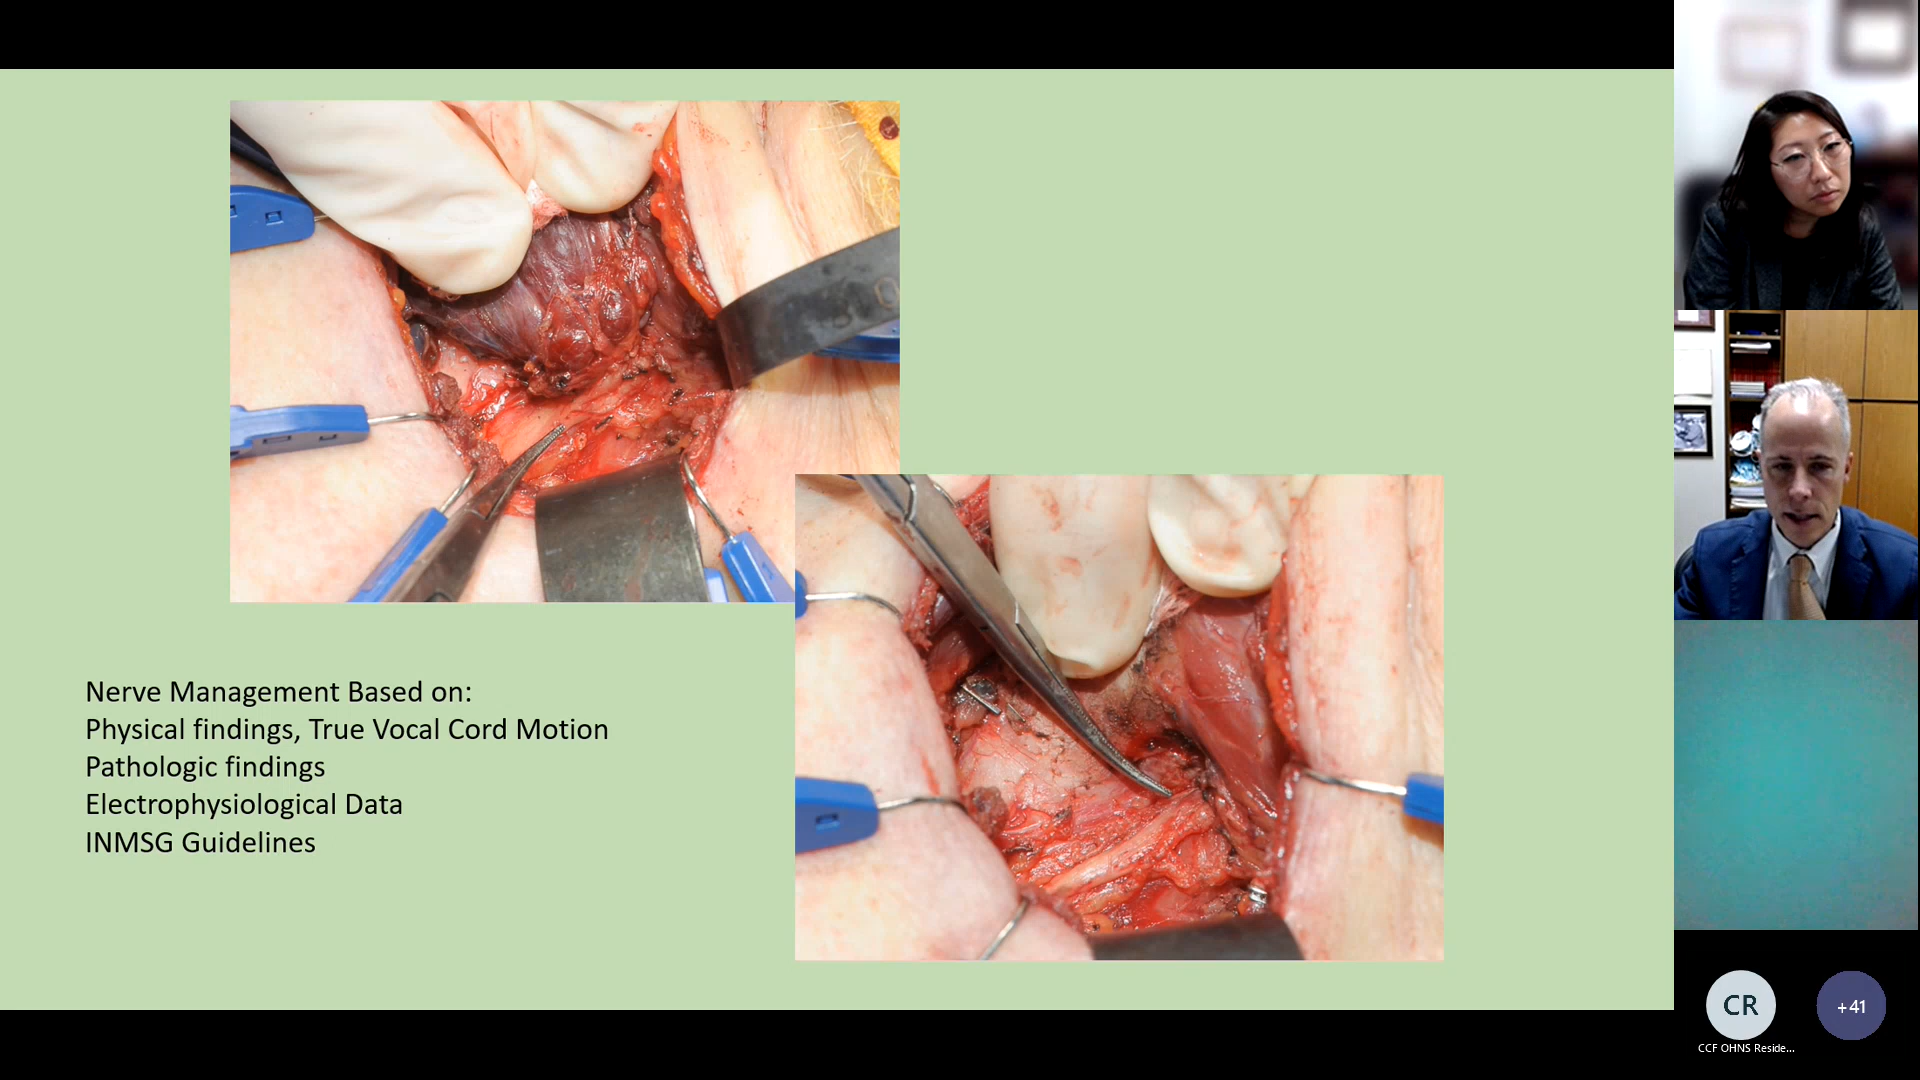 Nerve Management Based on:
Physical findings, True Vocal Cord Motion
Pathologic findings
Electrophysiological Data
INMSG Guidelines
CR
+41
CCF OHNS Reside...